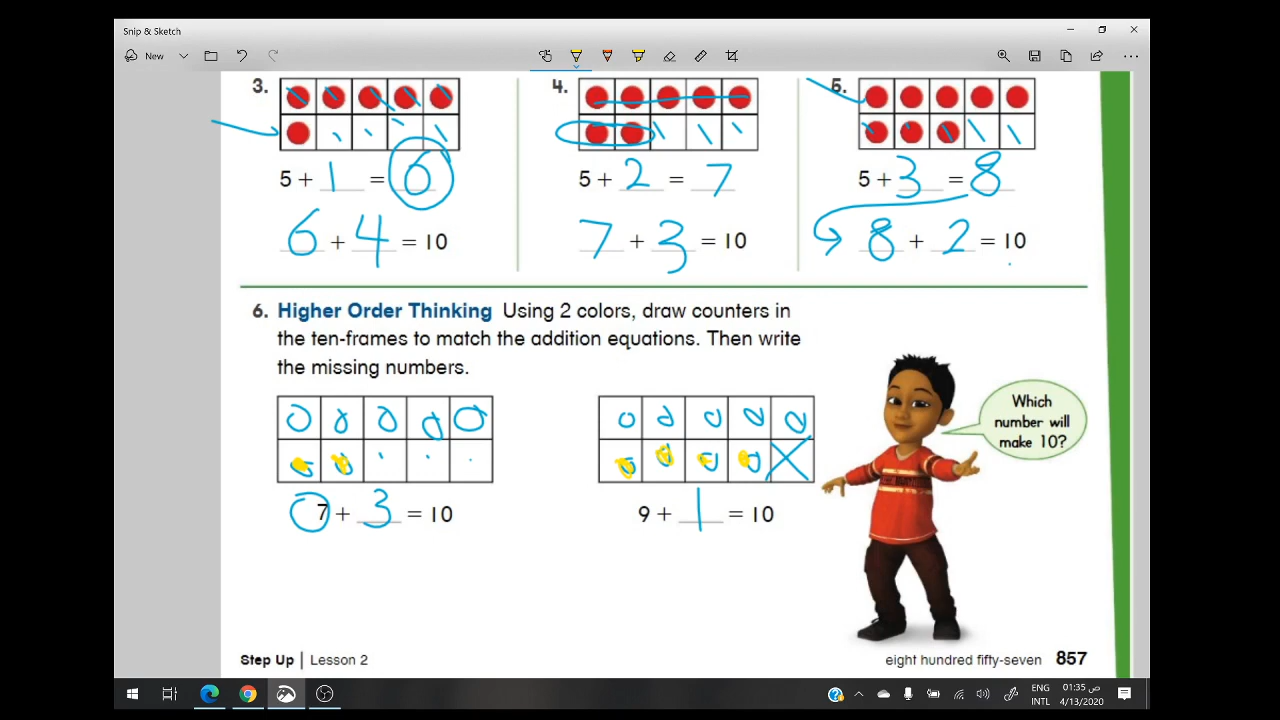 Snip & Sketch
New
3.
4.
5.
5 + 1 = 6
5 + 2 = 7
5 + 3 = 8
6 + 4 = 10
7 + 3 = 10
8 + 2 = 10
6. Higher Order Thinking Using 2 colors, draw counters in
the ten-frames to match the addition equations. Then write
the missing numbers.
Which
number will
make 10?
7 + 3 = 10
9 + 1 = 10
Step Up | Lesson 2
eight hundred fifty-seven 857
ENG
INTL
01:35 ص
4/13/2020